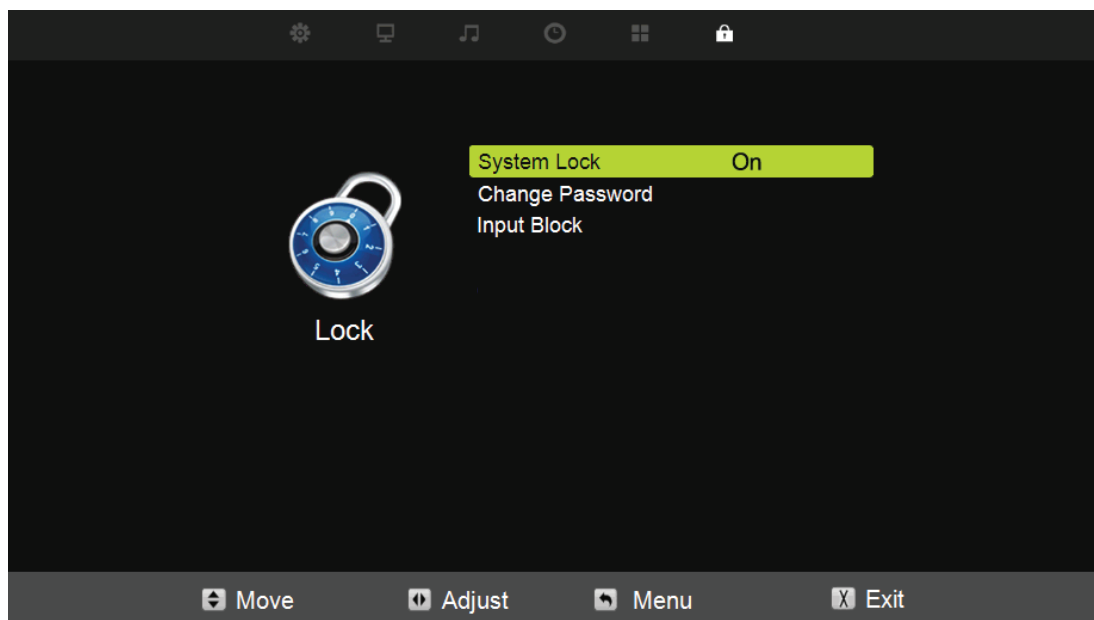 System Lock On
Change Password
Input Block
Lock
Move Adjust Menu X Exit